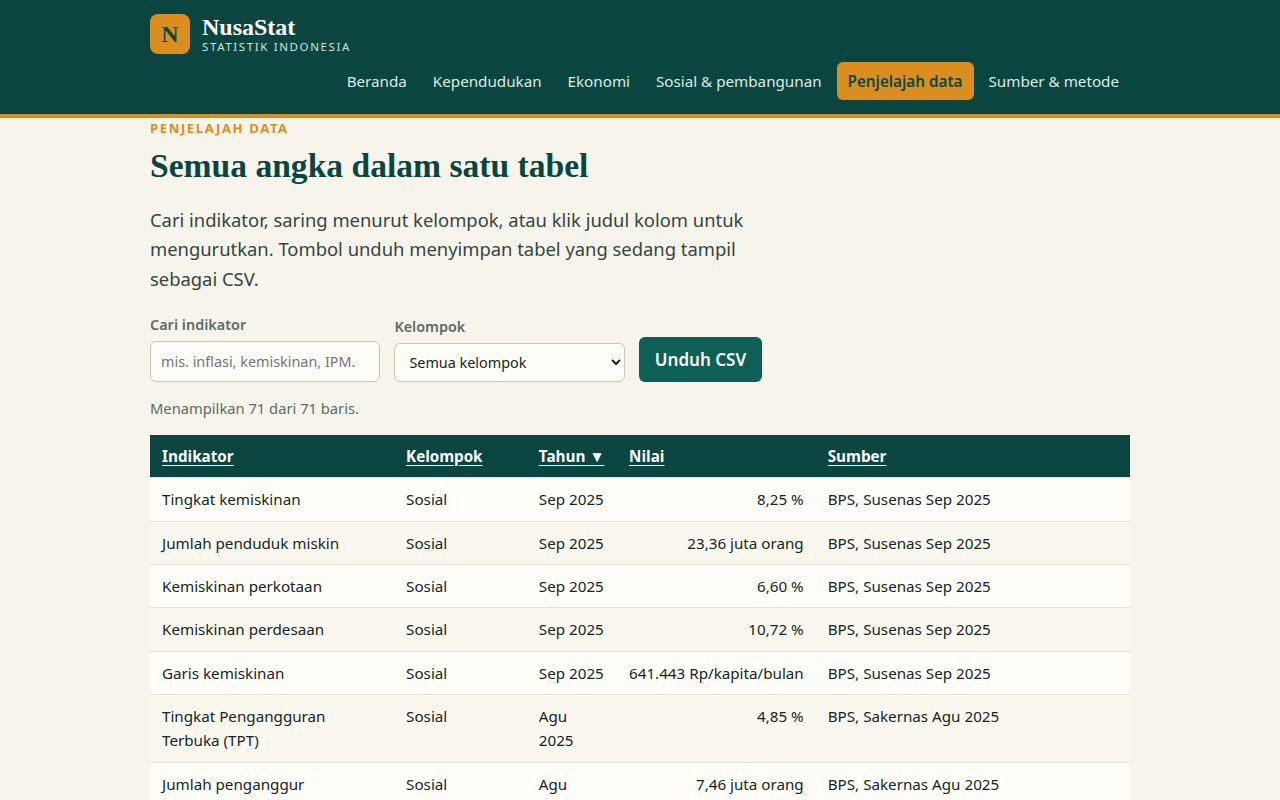 N
NusaStat
STATISTIK INDONESIA
Beranda Kependudukan Ekonomi Sosial & pembangunan Penjelajah data Sumber & metode
PENJELAJAH DATA
Semua angka dalam satu tabel
Cari indikator, saring menurut kelompok, atau klik judul kolom untuk
mengurutkan. Tombol unduh menyimpan tabel yang sedang tampil
sebagai CSV.
Cari indikator Kelompok
mis. inflasi, kemiskinan, IPM. Semua kelompok Unduh CSV
Menampilkan 71 dari 71 baris.
Indikator Kelompok Tahun ▼ Nilai Sumber
Tingkat kemiskinan Sosial Sep 2025 8,25 % BPS, Susenas Sep 2025
Jumlah penduduk miskin Sosial Sep 2025 23,36 juta orang BPS, Susenas Sep 2025
Kemiskinan perkotaan Sosial Sep 2025 6,60 % BPS, Susenas Sep 2025
Kemiskinan perdesaan Sosial Sep 2025 10,72 % BPS, Susenas Sep 2025
Garis kemiskinan Sosial Sep 2025 641.443 Rp/kapita/bulan BPS, Susenas Sep 2025
Tingkat Pengangguran Sosial Agu 4,85 % BPS, Sakernas Agu 2025
Terbuka (TPT) 2025
Jumlah penganggur Sosial Agu 7,46 juta orang BPS, Sakernas Agu 2025